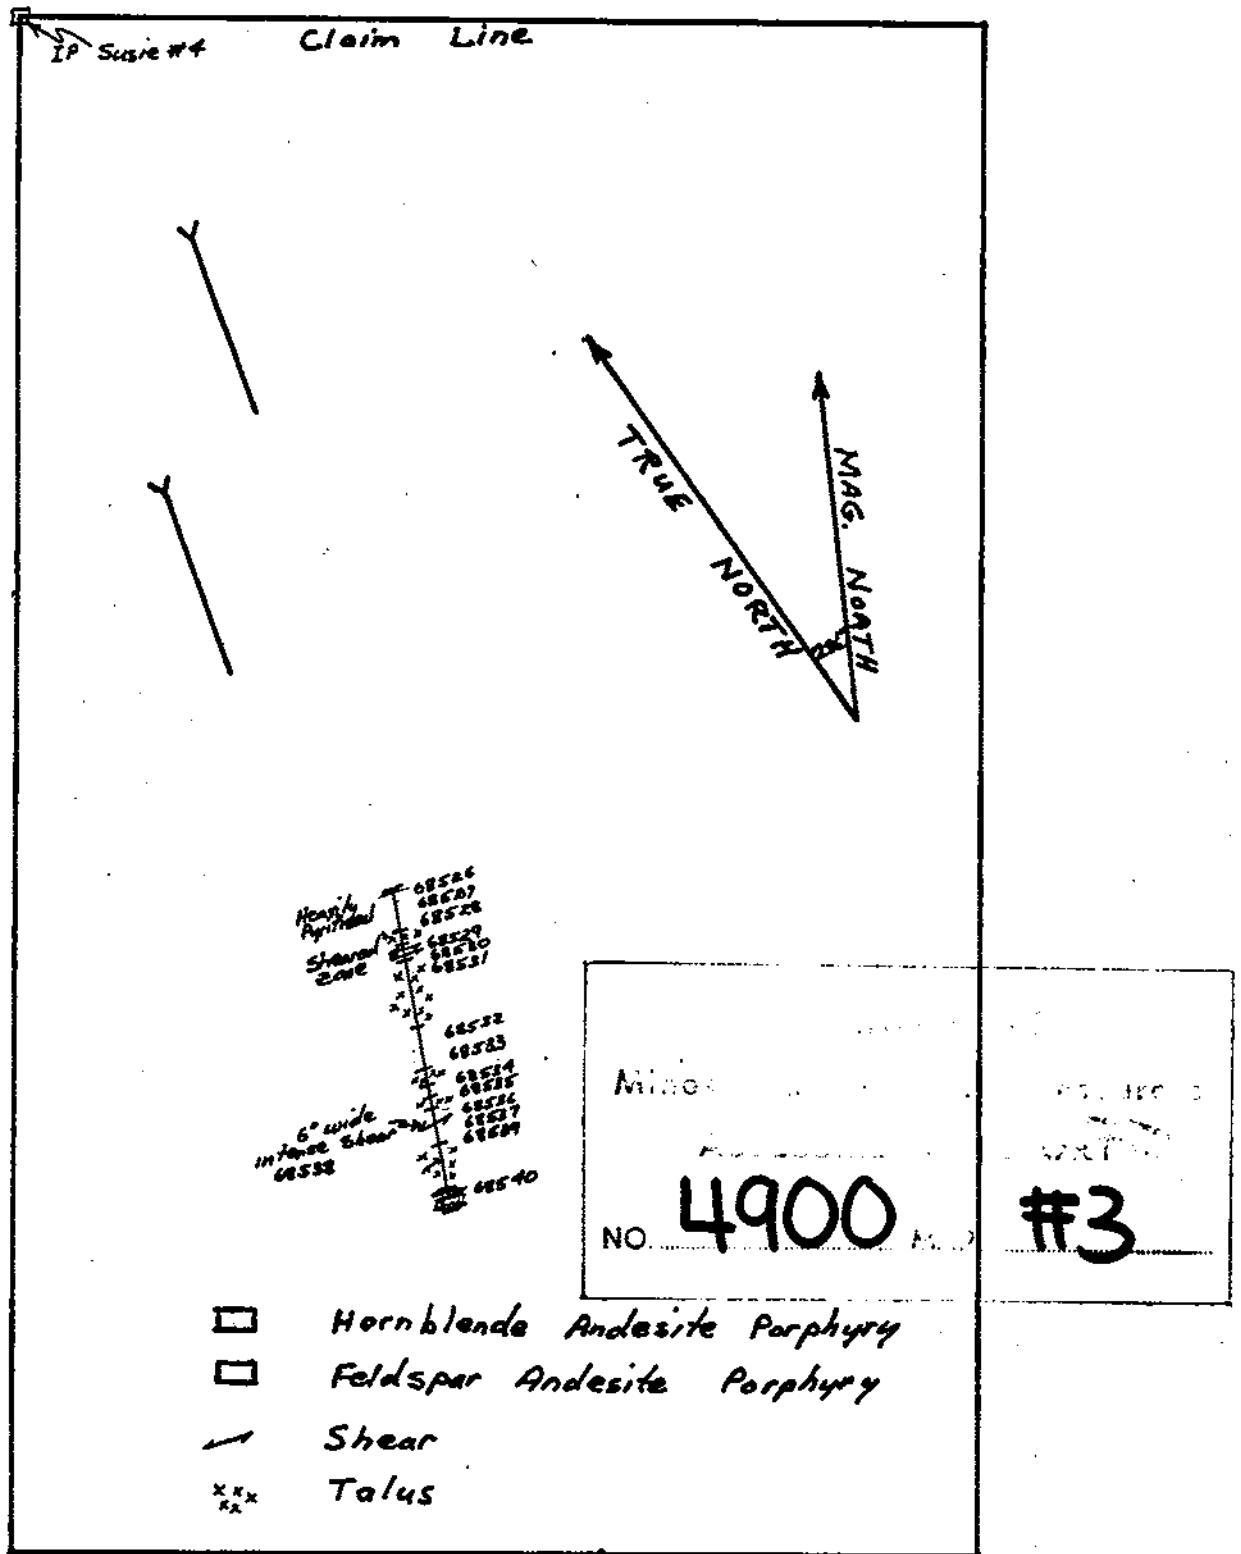 IP Susie #4
Claim Line
TRUE NORTH
MAG. NORTH
Heavily
Pyritized
Sheared
Zone
68526
68527
68528
68529
68530
68531
68532
68533
68534
68535
68536
68537
68539
6" wide
intense Shear
68538
68540
Mines
NO. 4900 #3
Hornblende Andesite Porphyry
Feldspar Andesite Porphyry
Shear
Talus